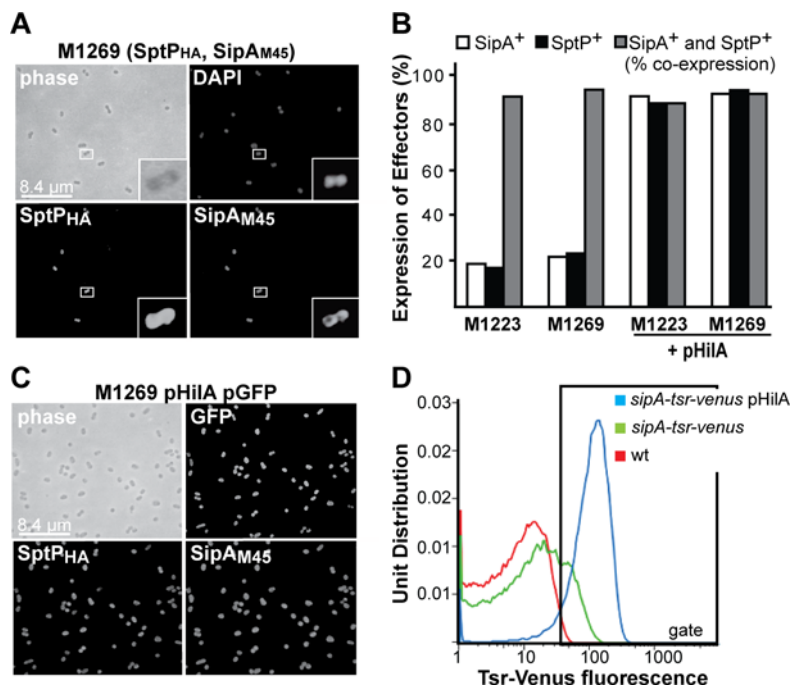 A
M1269 (SptPHA, SipAM45)
phase
DAPI
8.4 µm
SptPHA
SipAM45
B
SipA+
SptP+
SipA+ and SptP+
(% co-expression)
Expression of Effectors (%)
100
80
60
40
20
M1223
M1269
M1223
M1269
+ pHilA
C
M1269 pHilA pGFP
phase
GFP
8.4 µm
SptPHA
SipAM45
D
sipA-tsr-venus pHilA
sipA-tsr-venus
wt
Unit Distribution
0.03
0.02
0.02
0.01
0.01
gate
1
10
100
1000
Tsr-Venus fluorescence